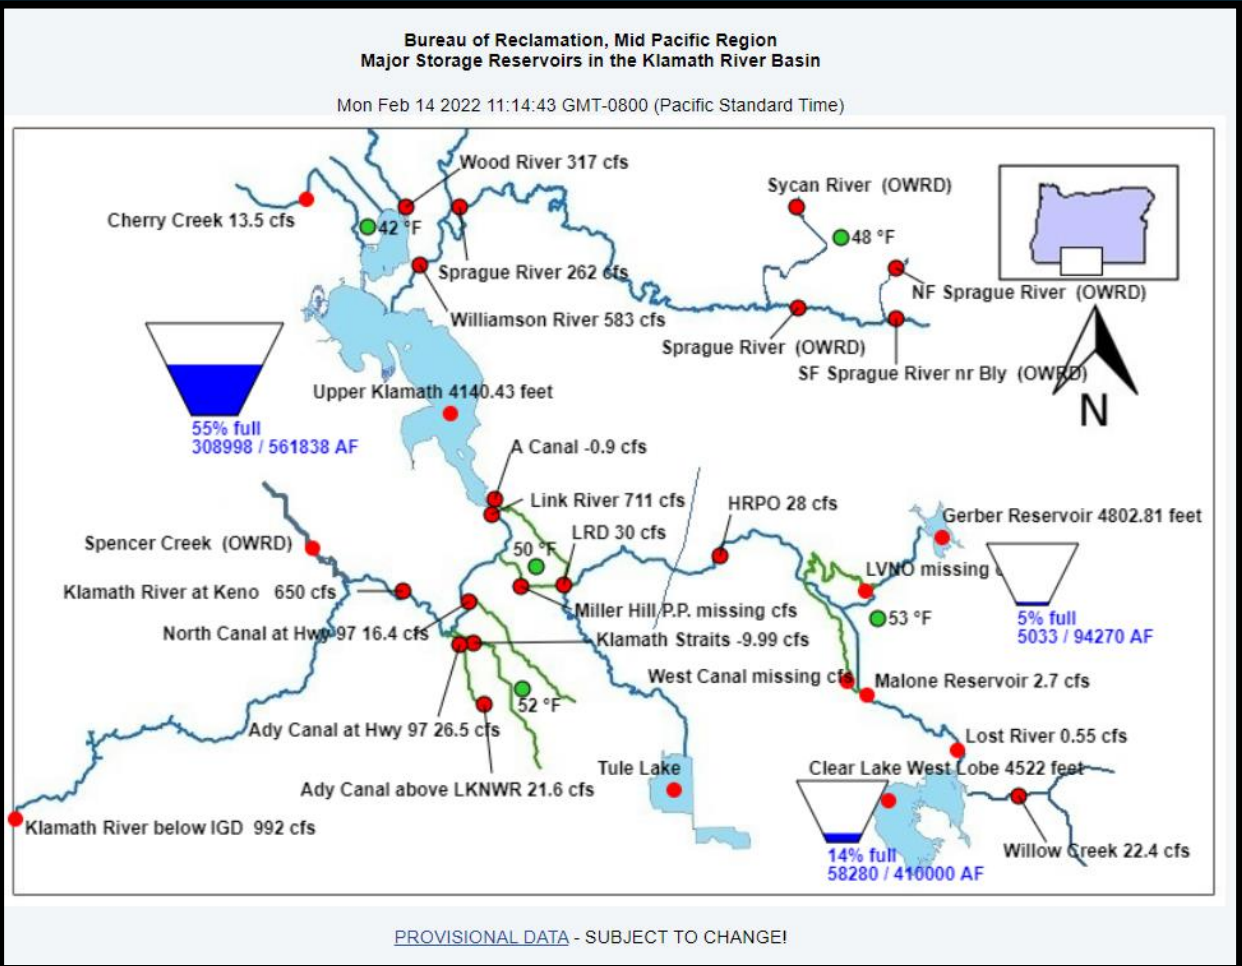 Bureau of Reclamation, Mid Pacific Region
Major Storage Reservoirs in the Klamath River Basin
Mon Feb 14 2022 11:14:43 GMT-0800 (Pacific Standard Time)
Wood River 317 cfs
Sycan River (OWRD)
Cherry Creek 13.5 cfs
42 °F
48 °F
Sprague River 262 cfs
NF Sprague River (OWRD)
Williamson River 583 cfs
Sprague River (OWRD)
SF Sprague River nr Bly (OWRD)
Upper Klamath 4140.43 feet
N
55% full
308998 / 561838 AF
A Canal -0.9 cfs
Link River 711 cfs
HRPO 28 cfs
Gerber Reservoir 4802.81 feet
LRD 30 cfs
Spencer Creek (OWRD)
50 °F
LVNO missing c
Klamath River at Keno 650 cfs
Miller Hill P.P. missing cfs
53 °F
5% full
5033 / 94270 AF
North Canal at Hwy 97 16.4 cfs
Klamath Straits -9.99 cfs
West Canal missing cfs
Malone Reservoir 2.7 cfs
52 °F
Ady Canal at Hwy 97 26.5 cfs
Lost River 0.55 cfs
Tule Lake
Clear Lake West Lobe 4522 feet
Ady Canal above LKNWR 21.6 cfs
Klamath River below IGD 992 cfs
14% full
58280 / 410000 AF
Willow Creek 22.4 cfs
PROVISIONAL DATA - SUBJECT TO CHANGE!